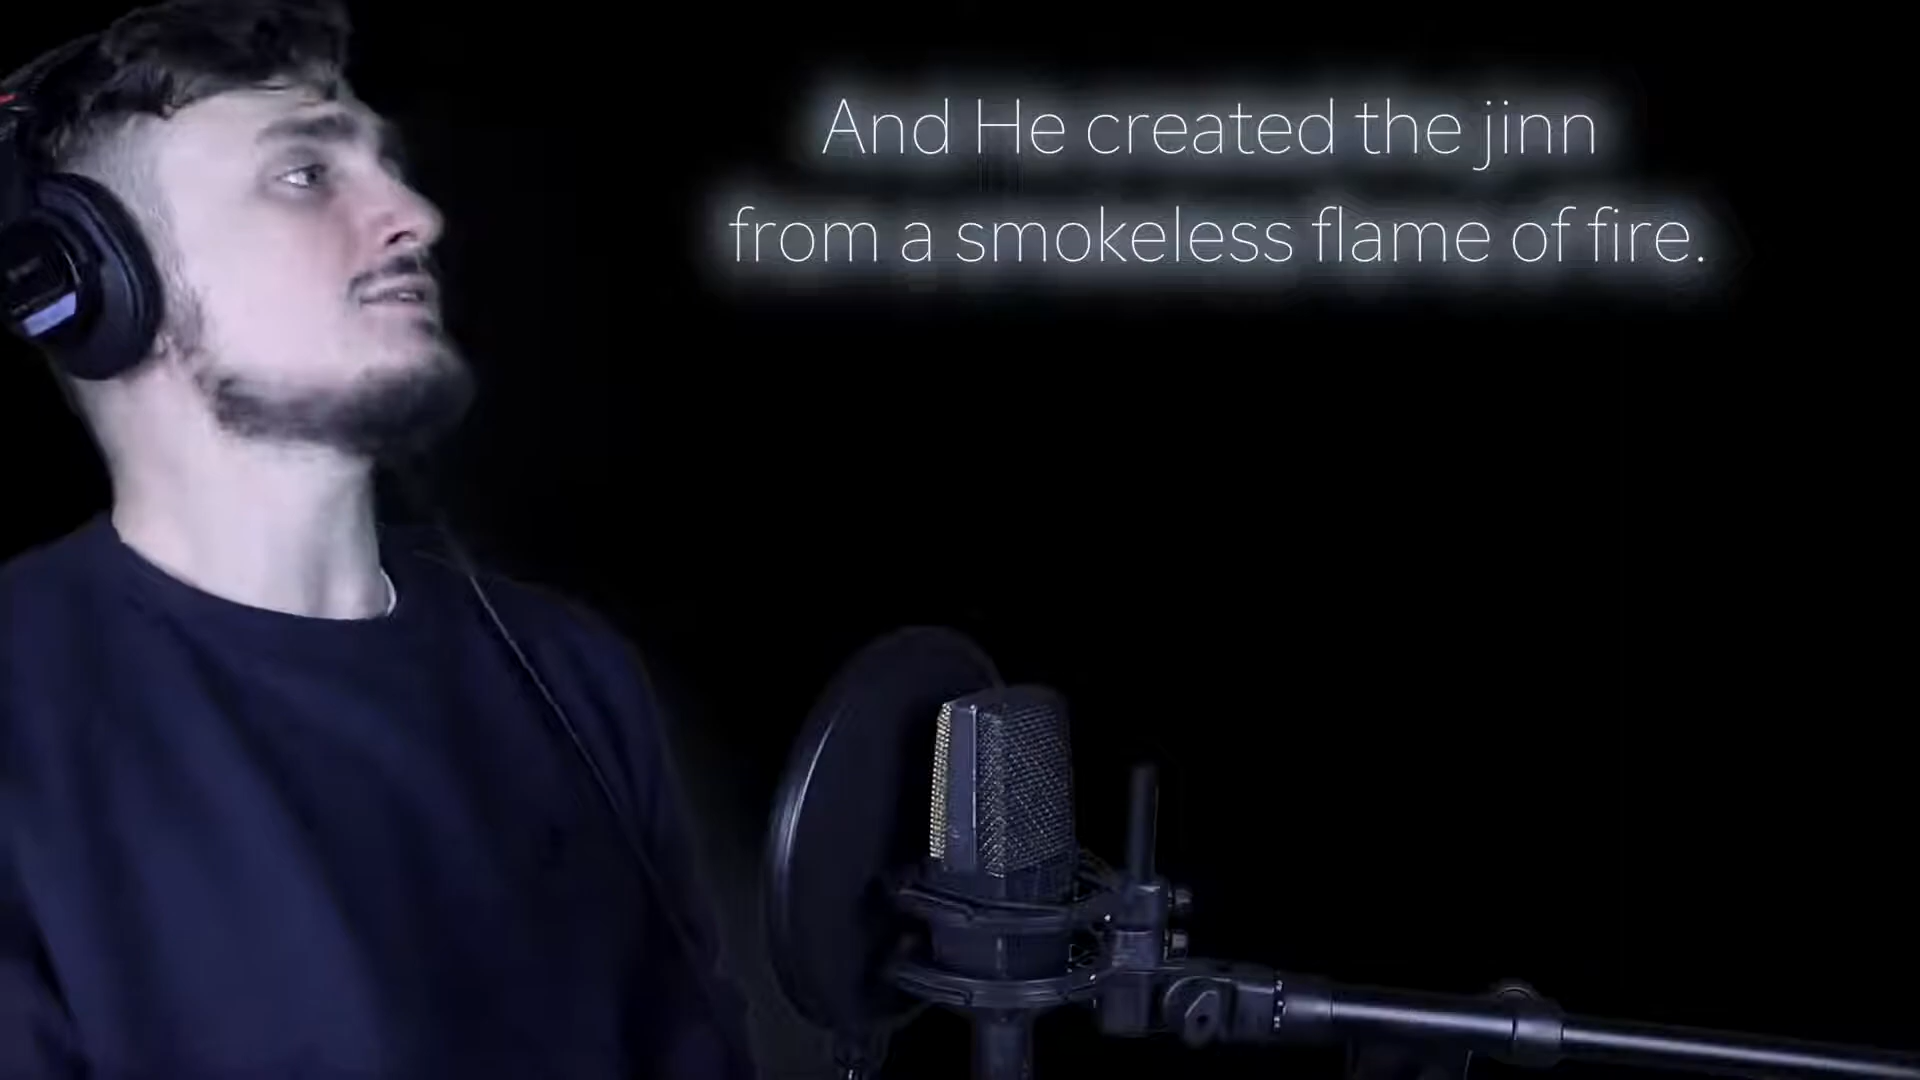 And He created the jinn
from a smokeless flame of fire.